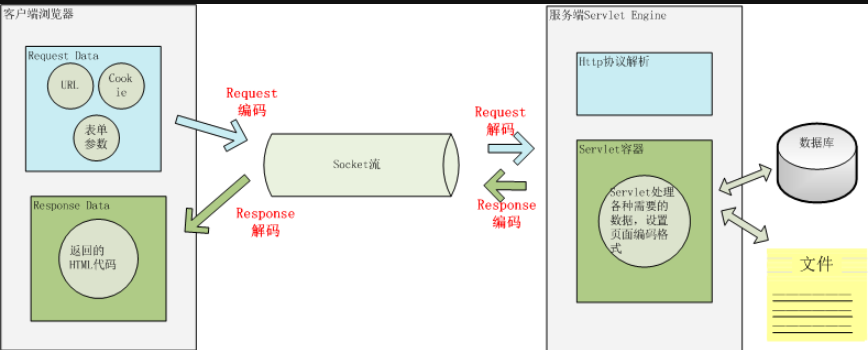 客户端浏览器
Request Data
URL
Cook
ie
表单
参数
Response Data
返回的
HTML代码
Request
编码
Socket流
Response
解码
Request
解码
Response
编码
服务端Servlet Engine
Http协议解析
Servlet容器
Servlet处理
各种需要的
数据，设置
页面编码格
式
数据库
文件